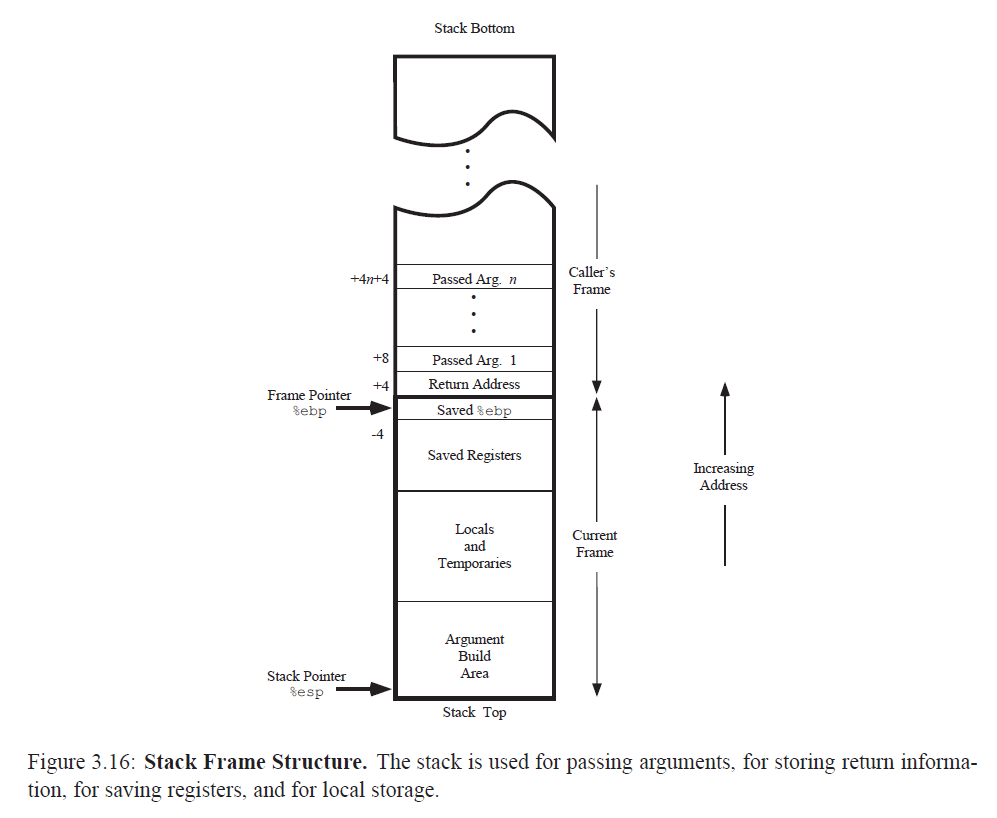 Stack Bottom
+4n+4
Passed Arg. n
Caller's
Frame
+8
Passed Arg. 1
+4
Return Address
Frame Pointer
%ebp
Saved %ebp
-4
Saved Registers
Increasing
Address
Locals
and
Temporaries
Current
Frame
Argument
Build
Area
Stack Pointer
%esp
Stack Top
Figure 3.16: Stack Frame Structure. The stack is used for passing arguments, for storing return informa-
tion, for saving registers, and for local storage.